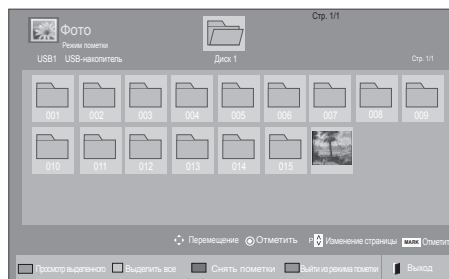 Стр. 1/1
Фото
Режим пометки
USB1 USB-накопитель Диск 1 Стр. 1/1
001 002 003 004 005 006 007 008 009
010 011 012 013 014 015
Перемещение Отметить P Изменение страницы MARK Отметить
Просмотр выделенного Выделить все Снять пометки Выйти из режима пометки Выход